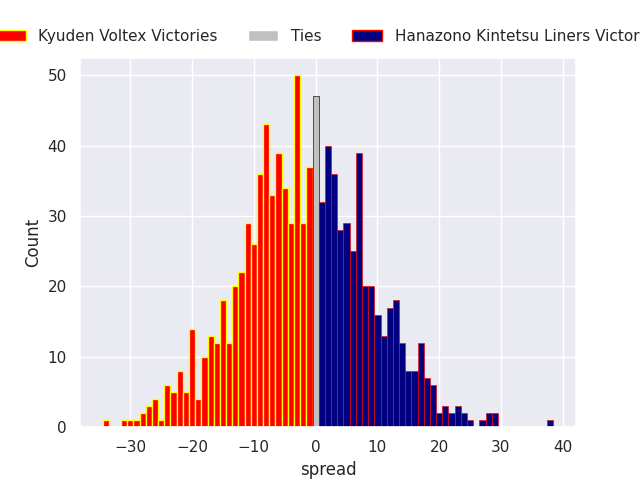 Kyuden Voltex Victories Ties Hanazono Kintetsu Liners Victor
50
40
30
20
10
0
Count
−30 −20 −10 0 10 20 30 40
spread